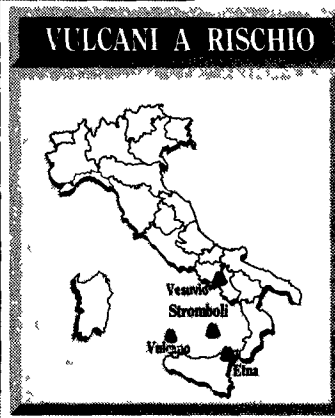 VULCANI A RISCHIO
Vesuvio
Stromboli
Vulcano
Etna